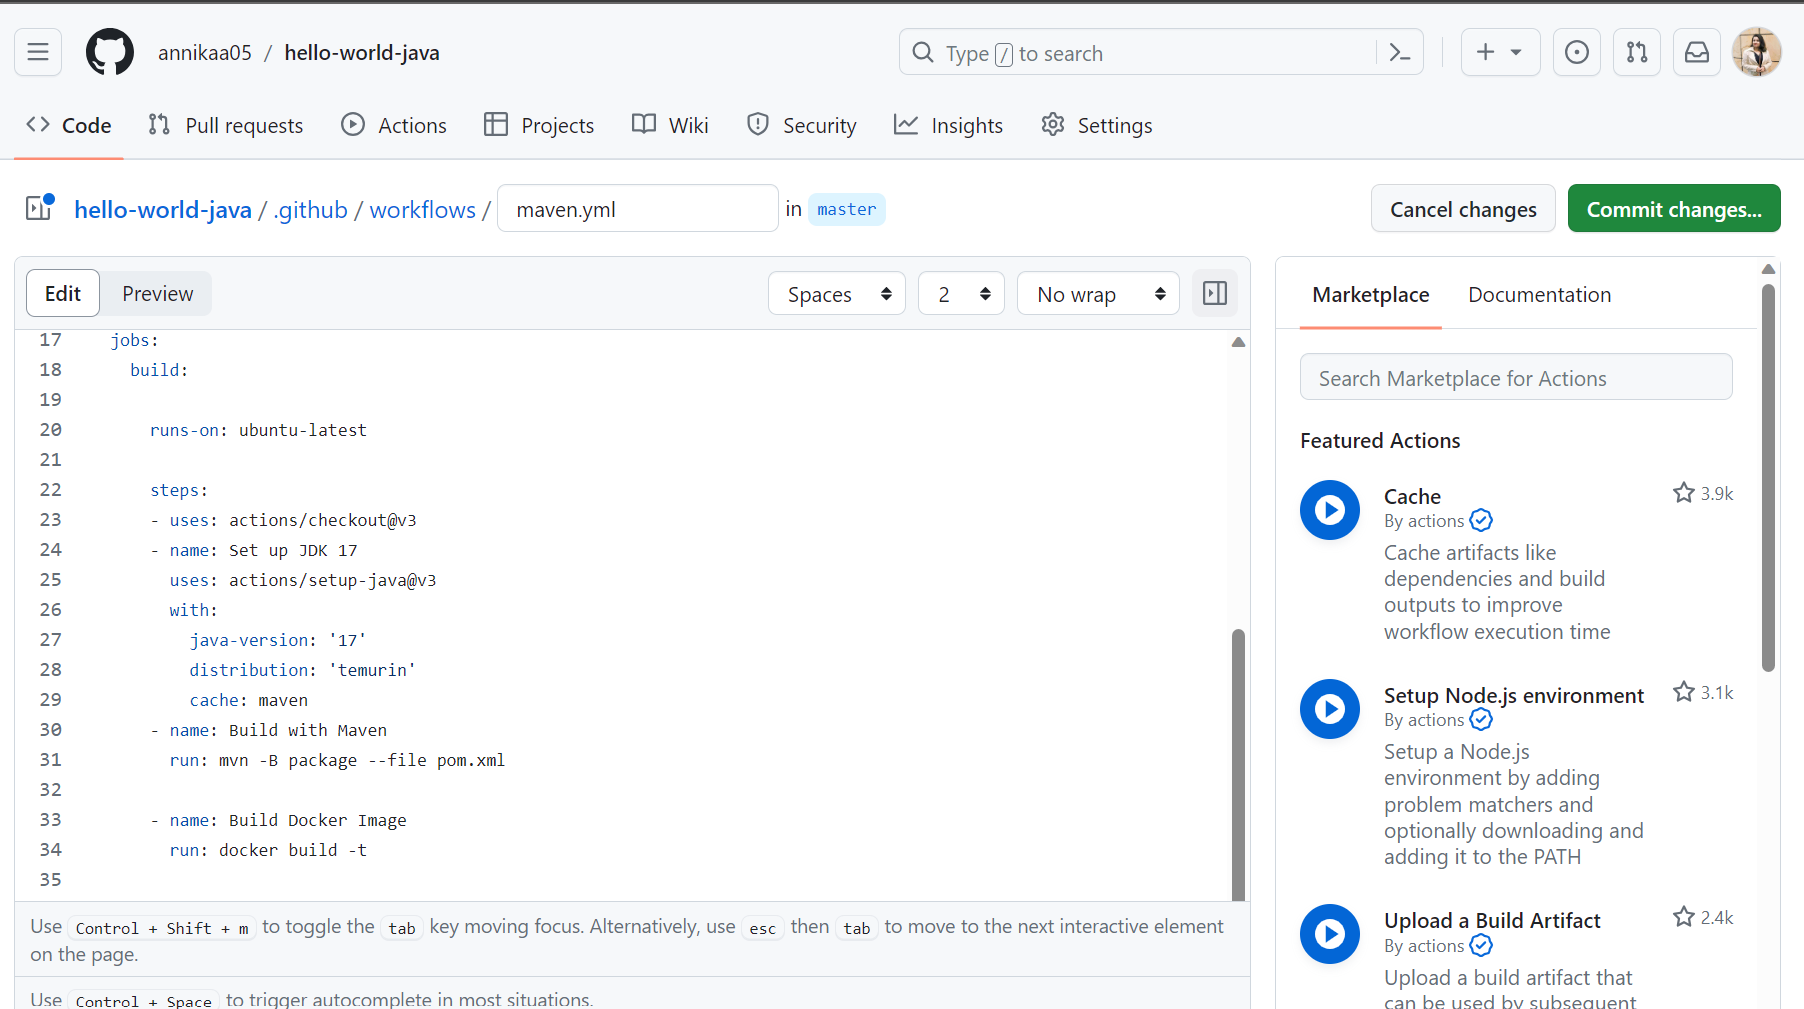 annikaa05 / hello-world-java
Type / to search
Code
Pull requests
Actions
Projects
Wiki
Security
Insights
Settings
hello-world-java / .github / workflows / maven.yml in master
Cancel changes
Commit changes...
Edit
Preview
Spaces
2
No wrap
17 jobs:
18 build:
19
20 runs-on: ubuntu-latest
21
22 steps:
23 - uses: actions/checkout@v3
24 - name: Set up JDK 17
25 uses: actions/setup-java@v3
26 with:
27 java-version: '17'
28 distribution: 'temurin'
29 cache: maven
30 - name: Build with Maven
31 run: mvn -B package --file pom.xml
32
33 - name: Build Docker Image
34 run: docker build -t
35
Use Control + Shift + m to toggle the tab key moving focus. Alternatively, use esc then tab to move to the next interactive element
on the page.
Use Control + Space to trigger autocomplete in most situations.
Marketplace
Documentation
Search Marketplace for Actions
Featured Actions
Cache
3.9k
By actions
Cache artifacts like
dependencies and build
outputs to improve
workflow execution time
Setup Node.js environment
3.1k
By actions
Setup a Node.js
environment by adding
problem matchers and
optionally downloading and
adding it to the PATH
Upload a Build Artifact
2.4k
By actions
Upload a build artifact that
can be used by subsequent